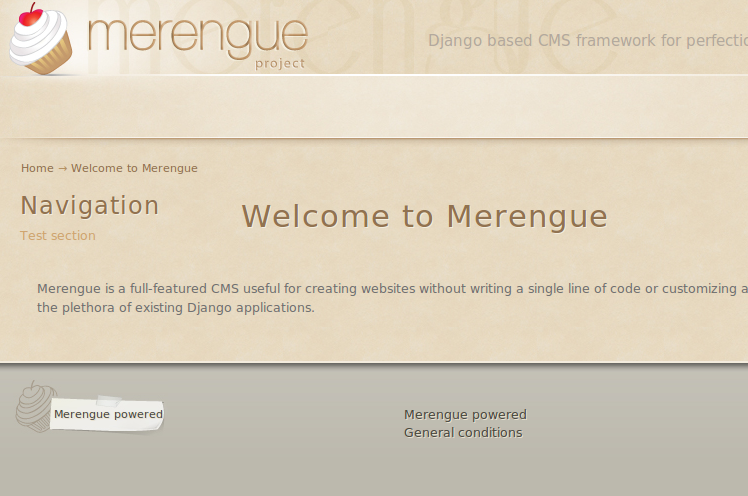 merengue
project
Django based CMS framework for
Home → Welcome to Merengue
Navigation
Test section
Welcome to Merengue
Merengue is a full-featured CMS useful for creating websites without writing a single line of code or customizing a
the plethora of existing Django applications.
Merengue powered
Merengue powered
General conditions